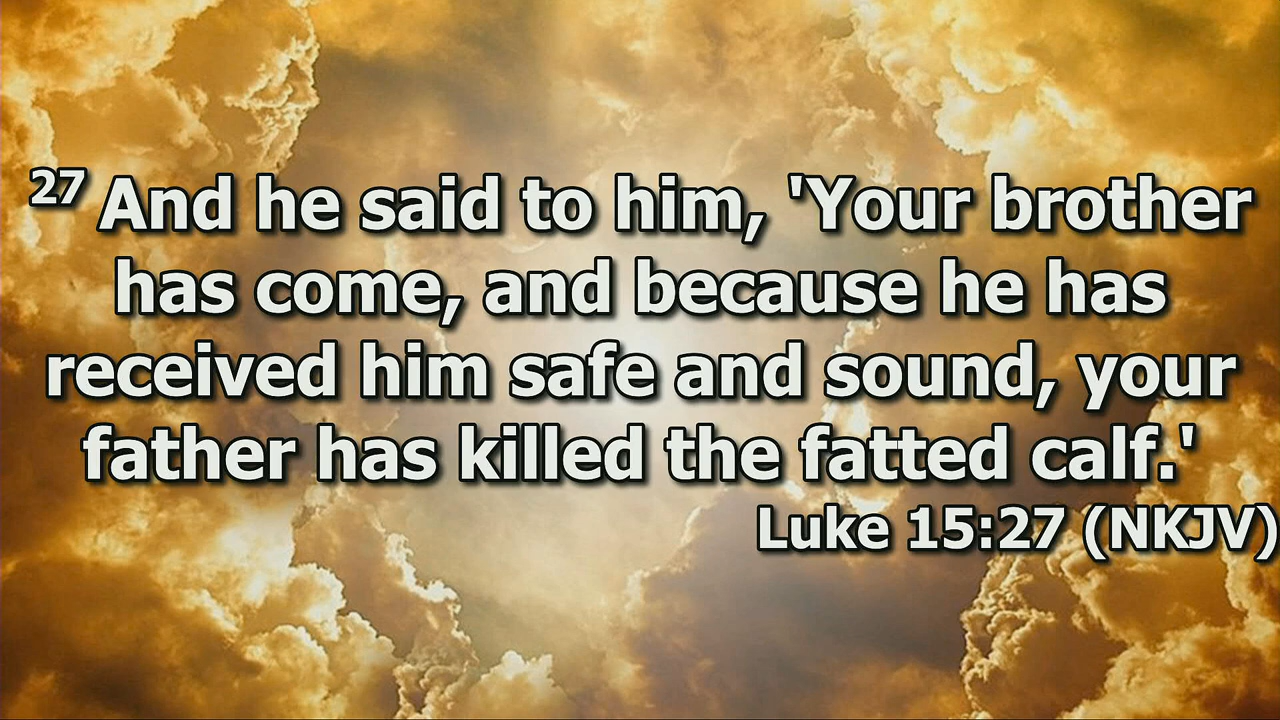 27 And he said to him, 'Your brother
has come, and because he has
received him safe and sound, your
father has killed the fatted calf.'
Luke 15:27 (NKJV)